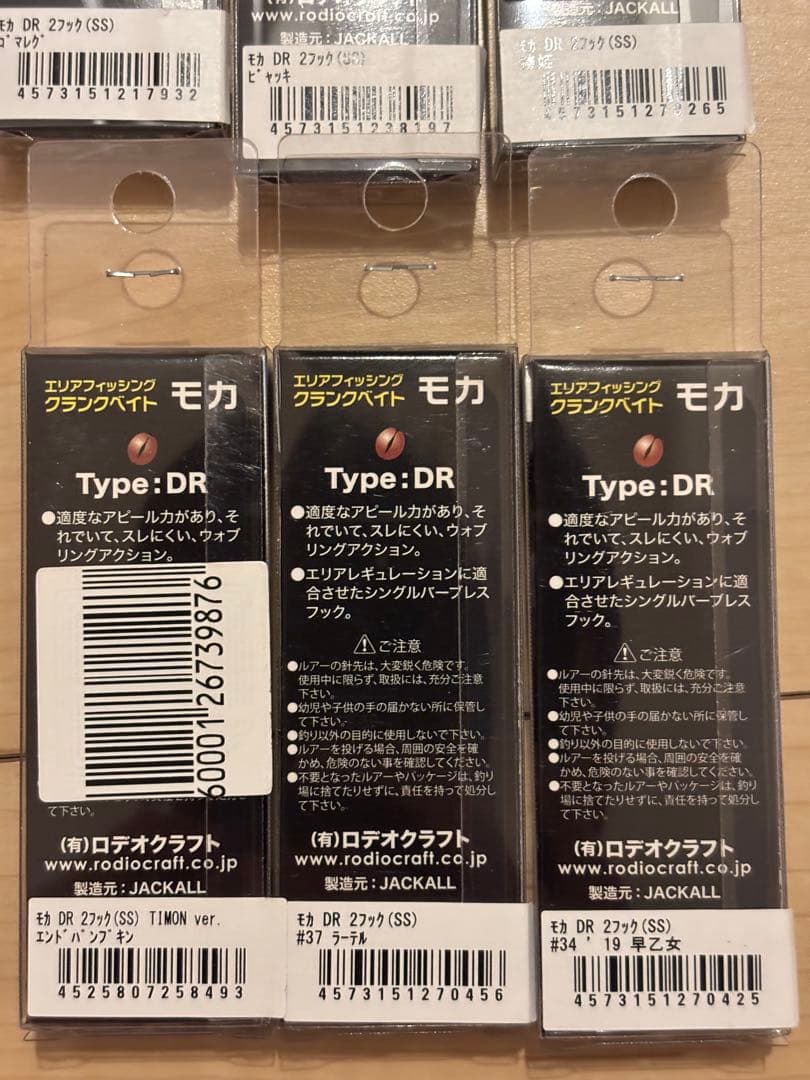 モカ DR 2フック(SS)
ゴマレグ
4573151217932
(有)ロデオクラフト
www.rodiocraft.co.jp
製造元：JACKALL
モカ DR 2フック(SS)
ビャッキ
4573151238197
製造元：JACKALL
モカ DR 2フック(SS)
エリアフィッシング
クランクベイト モカ
Type:DR
●適度なアピール力があり、そ
れでいて、スレにくい、ウォブ
リングアクション。
6000126739876
て下さい。
(有)ロデオクラフト
www.rodiocraft.co.jp
製造元：JACKALL
モカ DR 2フック(SS) TIMON ver.
エンドパンプキン
4525807258493
エリアフィッシング
クランクベイト モカ
Type:DR
●適度なアピール力があり、そ
れでいて、スレにくい、ウォブ
リングアクション。
●エリアレギュレーションに適
合させたシングルバーブレス
フック。
⚠ご注意
●ルアーの針先は、大変鋭く危険です。
使用中に限らず、取扱には、充分ご注意
下さい。
●幼児や子供の手の届かない所に保管し
て下さい。
●釣り以外の目的に使用しないで下さい。
●ルアーを投げる場合、周囲の安全を確
かめ、危険のない事を確認してください。
●不要となったルアーやパッケージは、釣り
場に捨てたりせずに、責任を持って処分し
て下さい。
(有)ロデオクラフト
www.rodiocraft.co.jp
製造元：JACKALL
モカ DR 2フック(SS)
#37 ラーテル
4573151270456
エリアフィッシング
クランクベイト モカ
Type:DR
●適度なアピール力があり、そ
れでいて、スレにくい、ウォブ
リングアクション。
●エリアレギュレーションに適
合させたシングルバーブレス
フック。
⚠ご注意
●ルアーの針先は、大変鋭く危険です。
使用中に限らず、取扱には、充分ご注意
下さい。
●幼児や子供の手の届かない所に保管し
て下さい。
●釣り以外の目的に使用しないで下さい。
●ルアーを投げる場合、周囲の安全を確
かめ、危険のない事を確認してください。
●不要となったルアーやパッケージは、釣り
場に捨てたりせずに、責任を持って処分し
て下さい。
(有)ロデオクラフト
www.rodiocraft.co.jp
製造元：JACKALL
モカ DR 2フック(SS)
#34 ' 19 早乙女
4573151270425